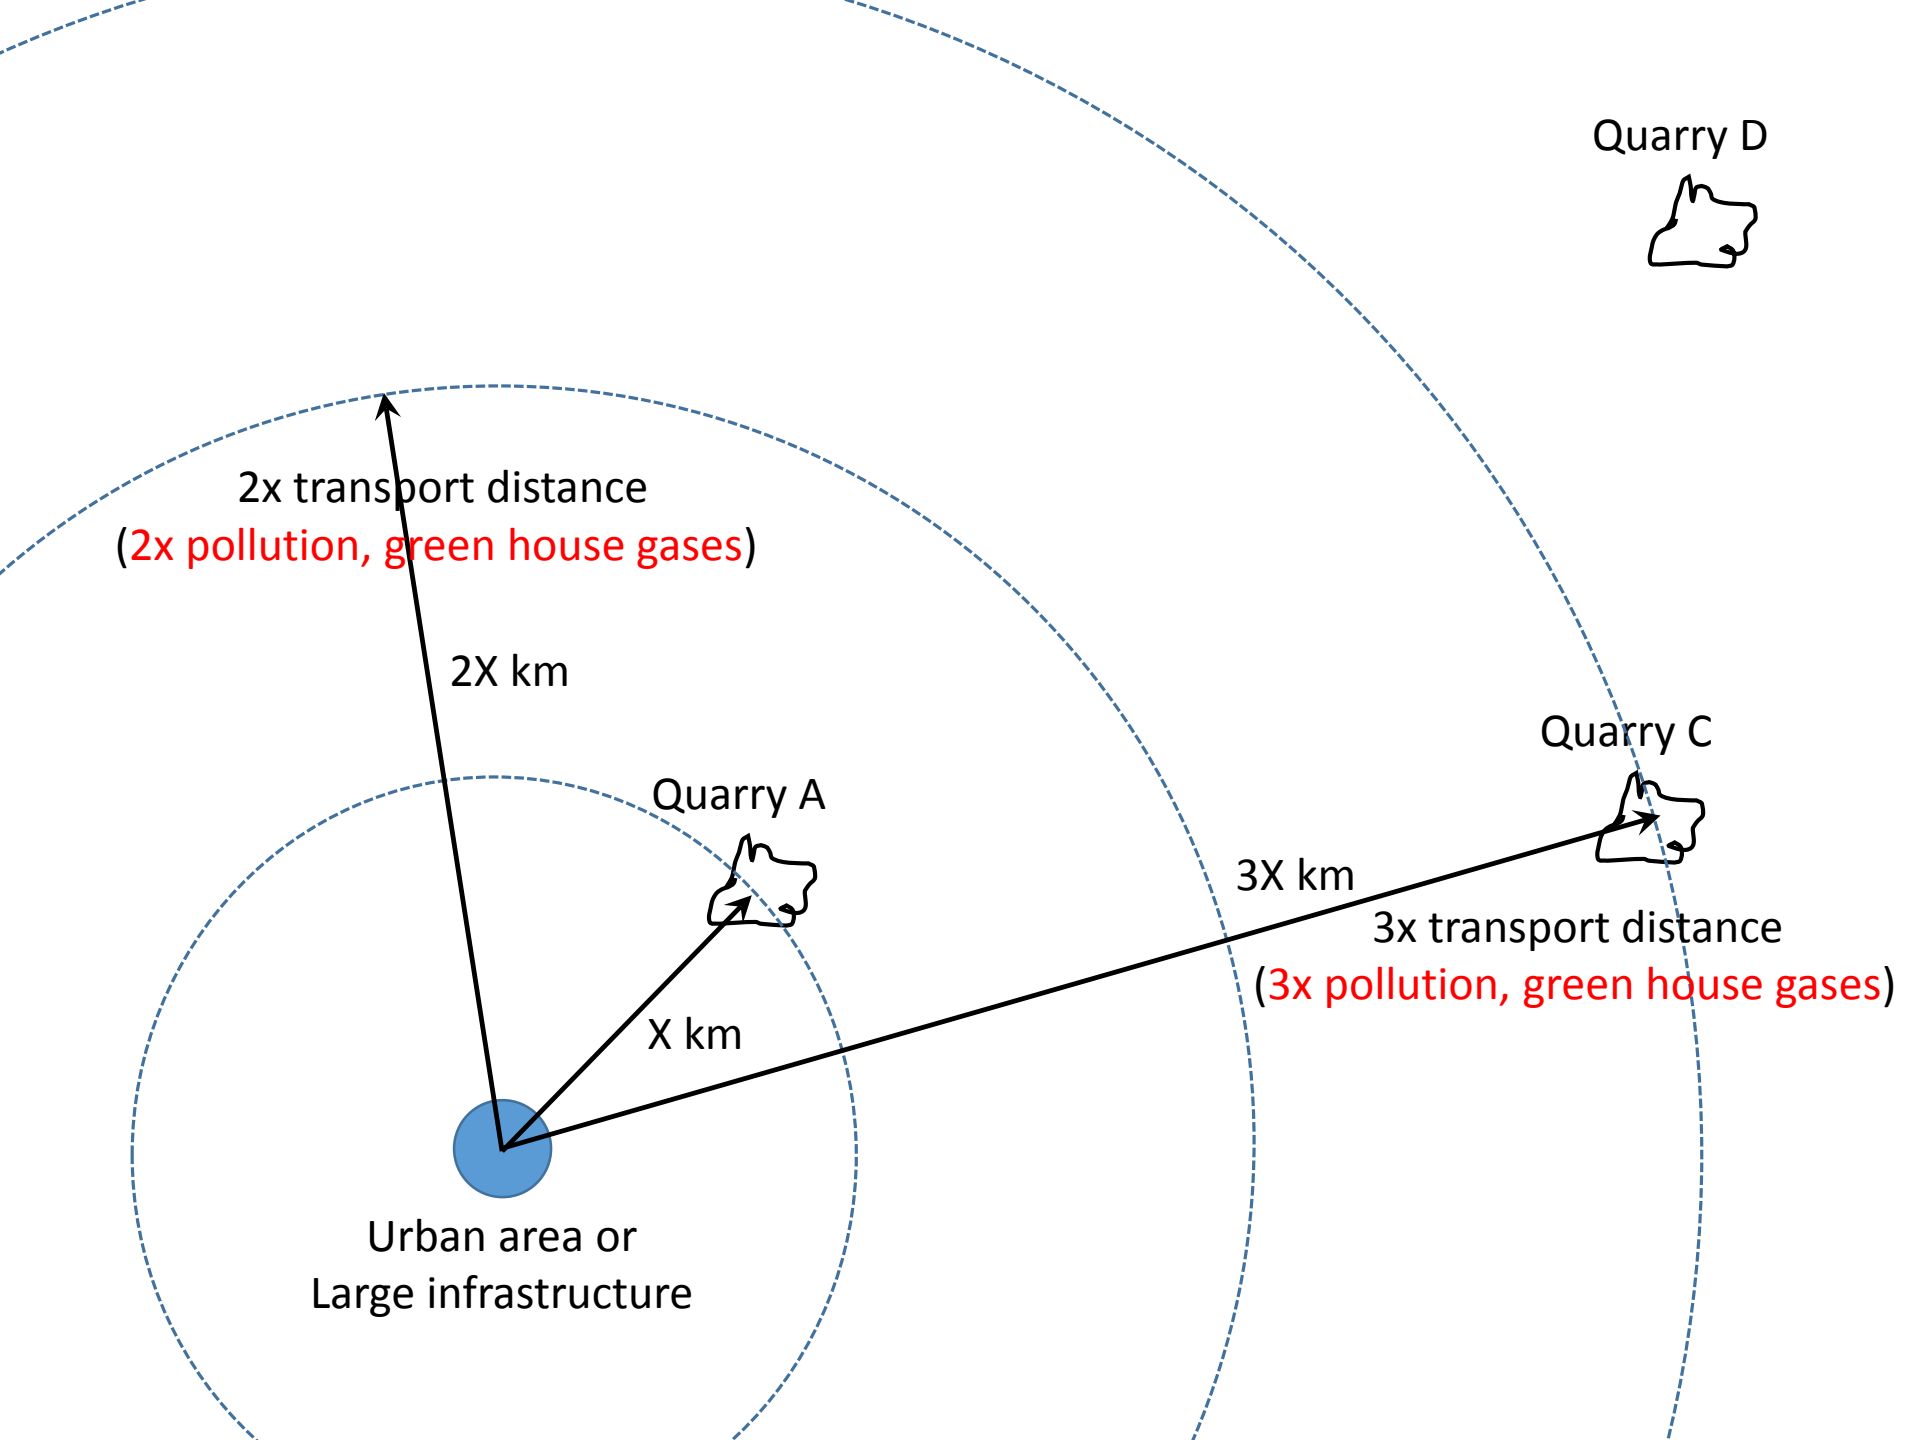 Quarry D
2x transport distance
(2x pollution, green house gases)
2X km
Quarry C
Quarry A
3X km
3x transport distance
(3x pollution, green house gases)
X km
Urban area or
Large infrastructure